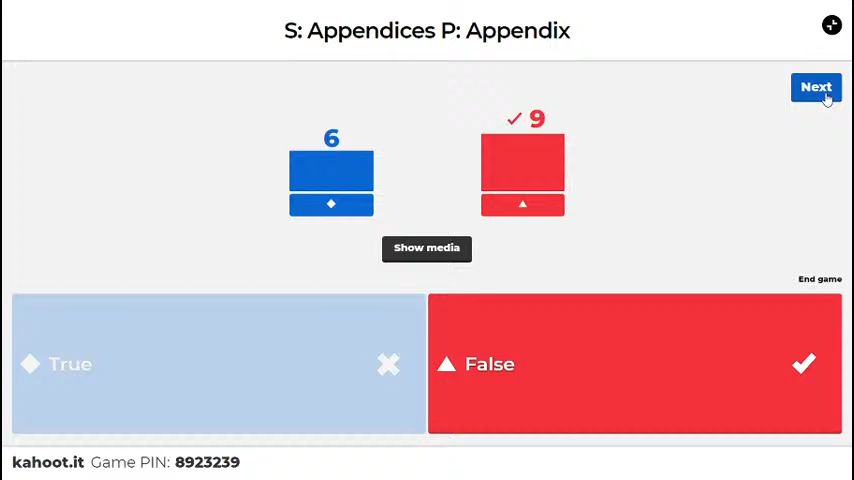 S: Appendices P: Appendix
Next
6
9
Show media
End game
True
False
kahoot.it Game PIN: 8923239